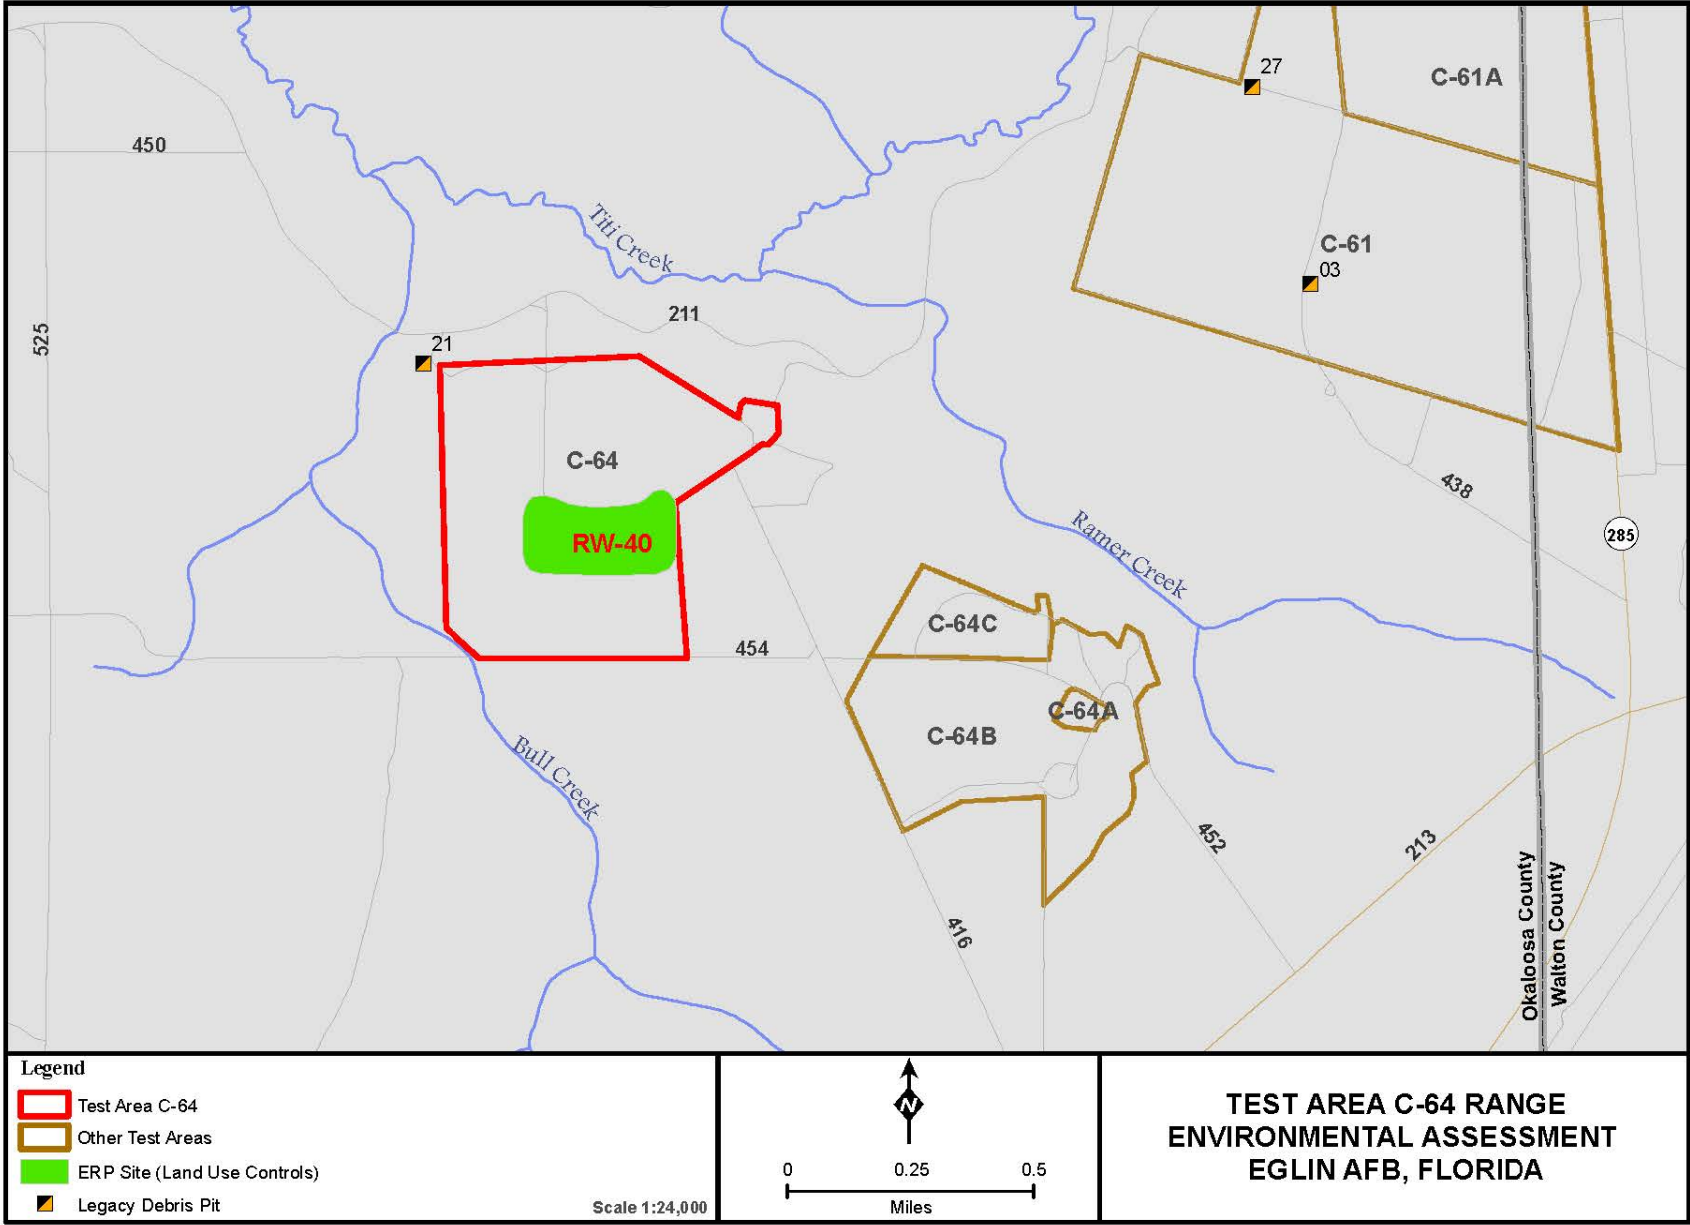 27
C-61A
450
Titi Creek
C-61
03
211
525
21
C-64
438
Ramer Creek
285
RW-40
C-64C
454
C-64A
C-64B
Bull Creek
452
213
416
Okaloosa County
Walton County
Legend
Test Area C-64
Other Test Areas
ERP Site (Land Use Controls)
Legacy Debris Pit
Scale 1:24,000
N
0 0.25 0.5
Miles
TEST AREA C-64 RANGE
ENVIRONMENTAL ASSESSMENT
EGLIN AFB, FLORIDA